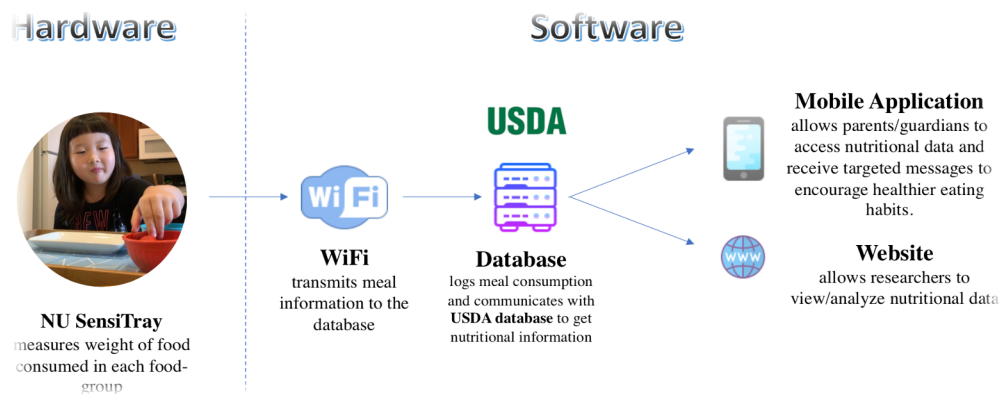 Hardware
Software
USDA
Mobile Application
allows parents/guardians to
access nutritional data and
receive targeted messages to
encourage healthier eating
habits.
WiFi
WWW
WiFi
transmits meal
information to the
database
Database
logs meal consumption
and communicates with
USDA database to get
nutritional information
Website
allows researchers to
view/analyze nutritional data
NU SensiTray
measures weight of food
consumed in each food-
group